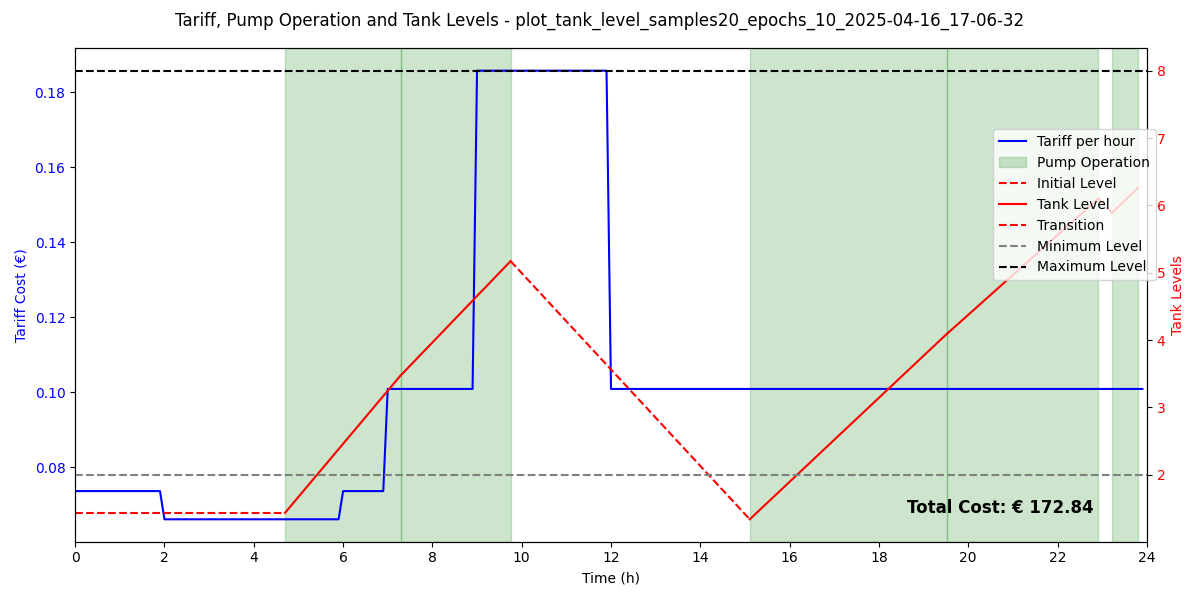 Tariff, Pump Operation and Tank Levels - plot_tank_level_samples20_epochs_10_2025-04-16_17-06-32
Tariff Cost (€)
0.18
0.16
0.14
0.12
0.10
0.08
8
7
6
5
4
3
2
Tank Levels
Tariff per hour
Pump Operation
Initial Level
Tank Level
Transition
Minimum Level
Maximum Level
Total Cost: € 172.84
0 2 4 6 8 10 12 14 16 18 20 22 24
Time (h)